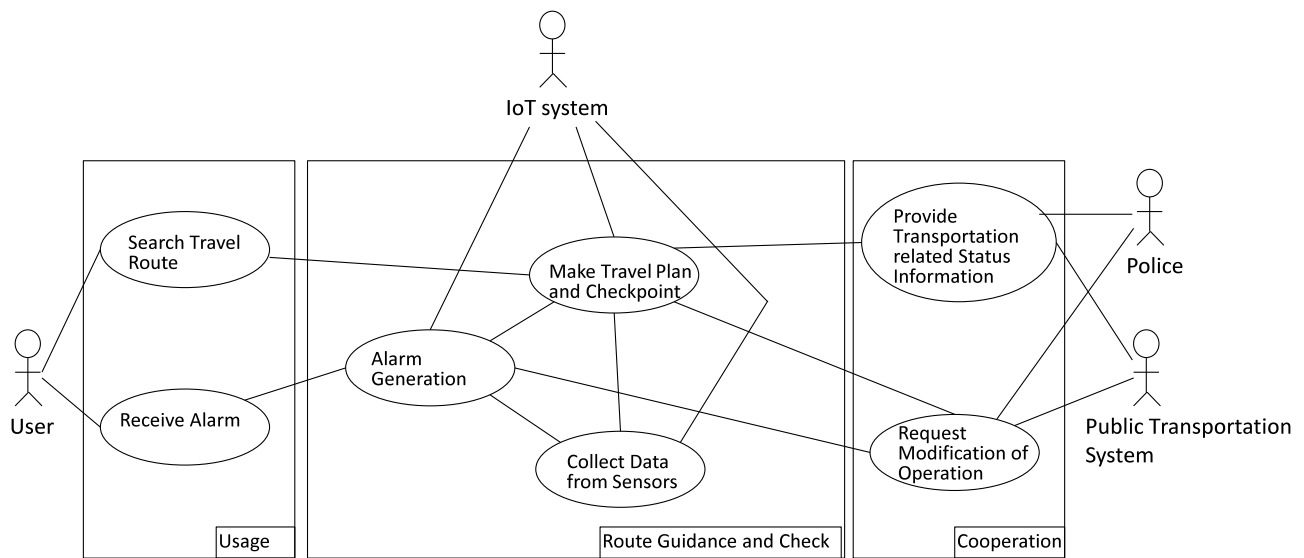 IoT system
Search Travel
Route
Provide
Transportation
related Status
Information
Make Travel Plan
and Checkpoint
Police
Alarm
Generation
User
Receive Alarm
Public Transportation
System
Request
Modification of
Operation
Collect Data
from Sensors
Usage
Route Guidance and Check
Cooperation